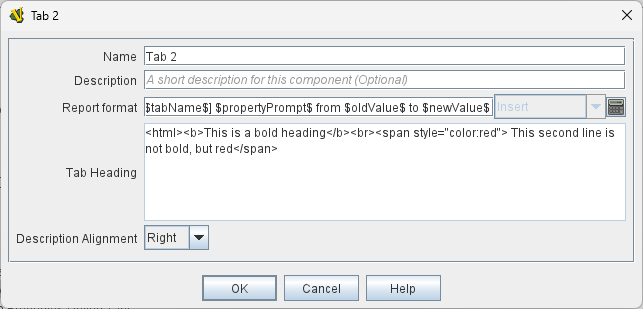 Tab 2
Name Tab 2
Description A short description for this component (Optional)
Report format $tabName$] $propertyPrompt$ from $oldValue$ to $newValue$ Insert
<html><b>This is a bold heading</b><br><span style="color:red"> This second line is
not bold, but red</span>
Tab Heading
Description Alignment Right
OK Cancel Help